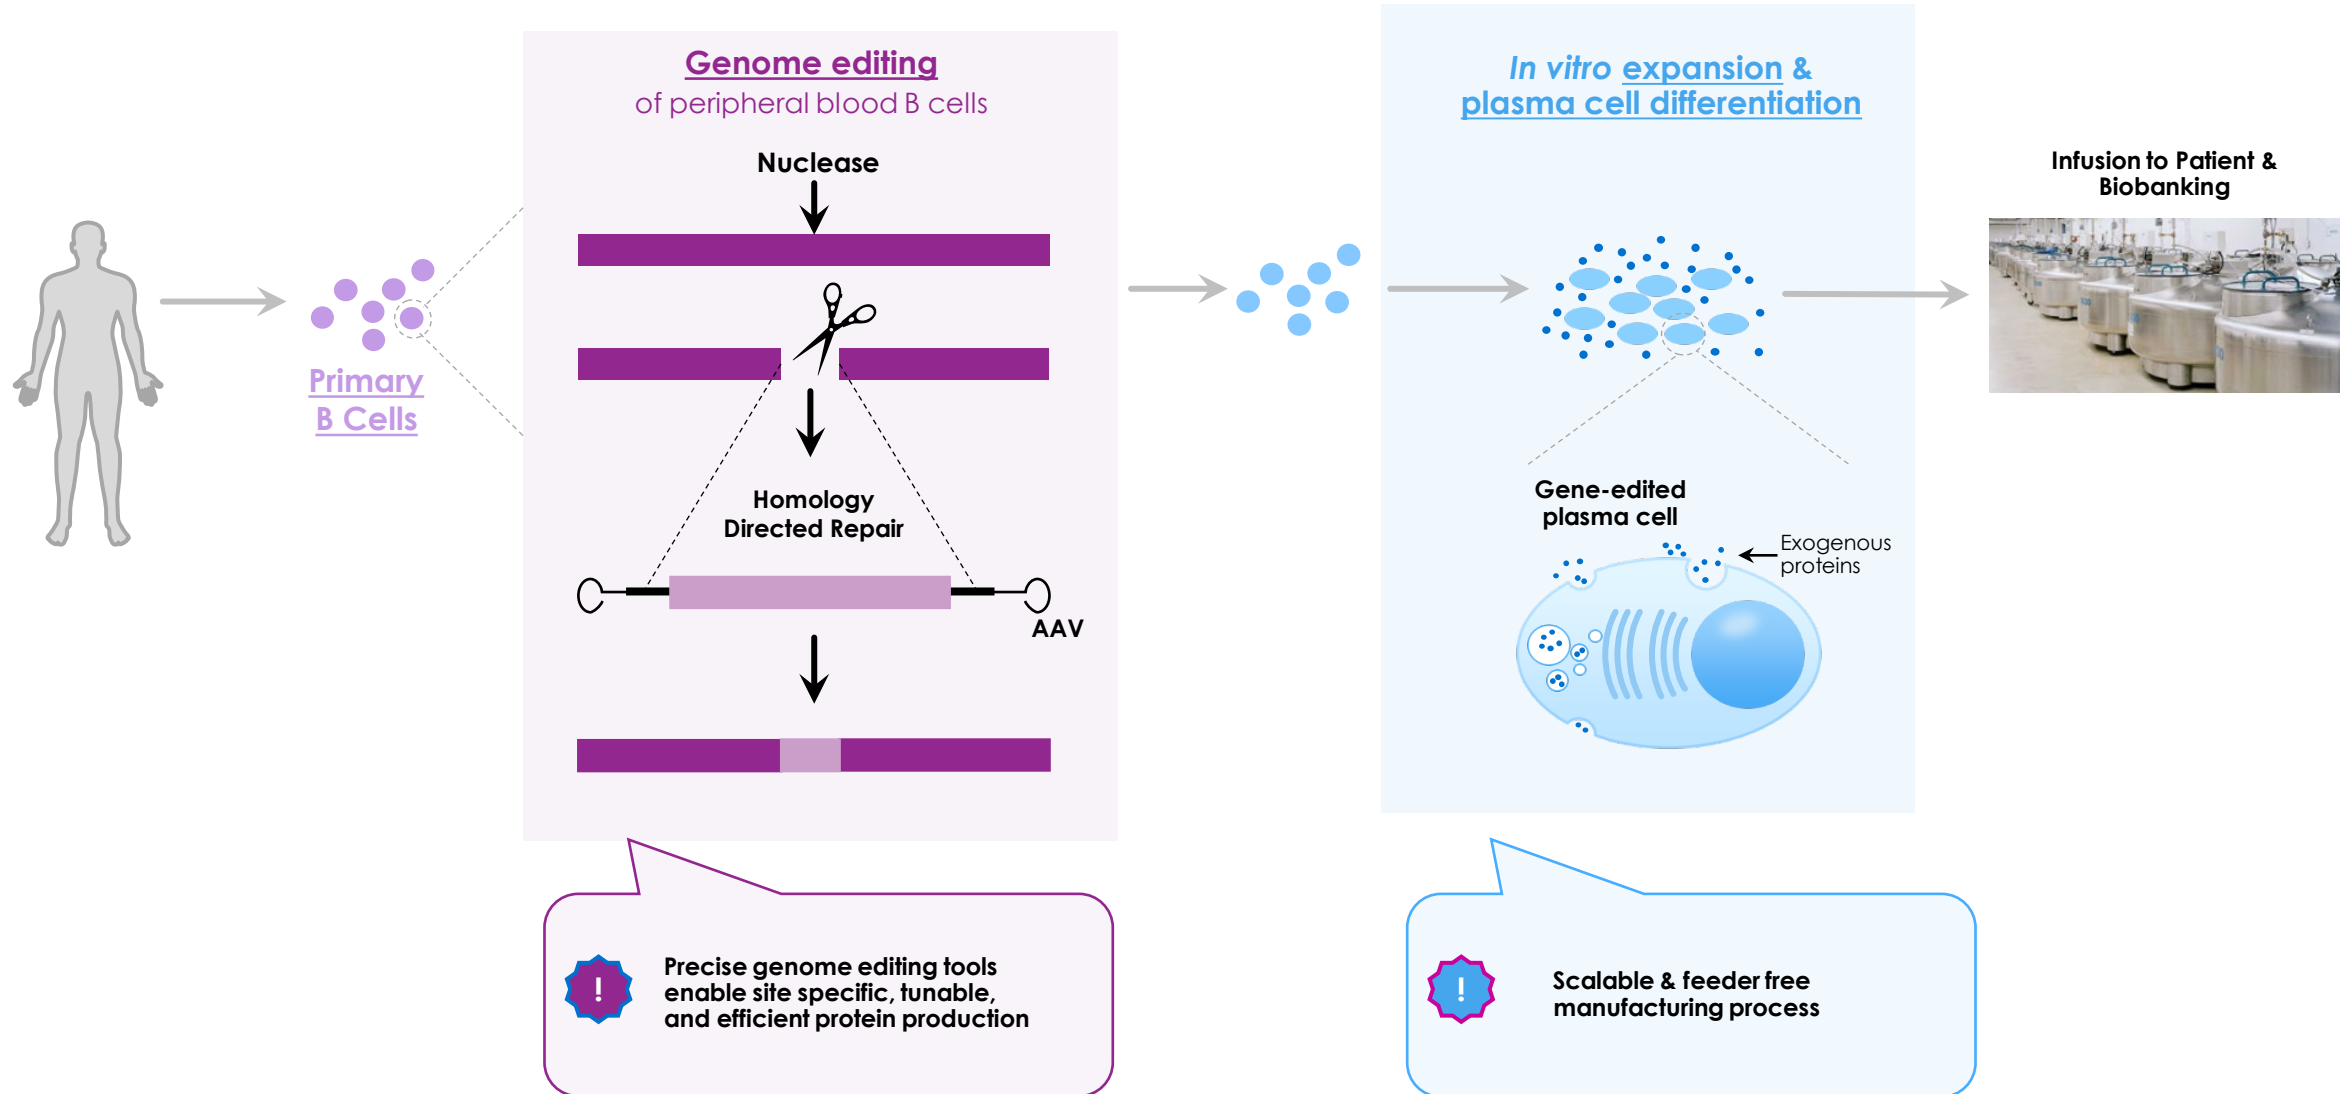 Genome editing
of peripheral blood B cells
Nuclease
Primary
B Cells
Homology
Directed Repair
AAV
Precise genome editing tools
enable site specific, tunable,
and efficient protein production
In vitro expansion &
plasma cell differentiation
Gene-edited
plasma cell
Exogenous
proteins
Scalable & feeder free
manufacturing process
Infusion to Patient &
Biobanking
!
!